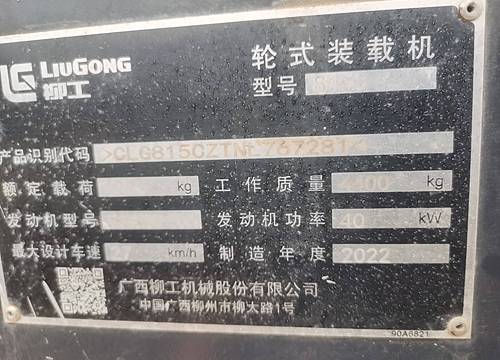 LIUGONG
柳工
轮式装载机
型号
产品识别代码
额定载荷 kg 工作质量 kg
发动机型号 发动机功率 40 kW
最大设计车速 27 km/h 制造年度 2022
广西柳工机械股份有限公司
中国广西柳州市柳太路1号
90A6821